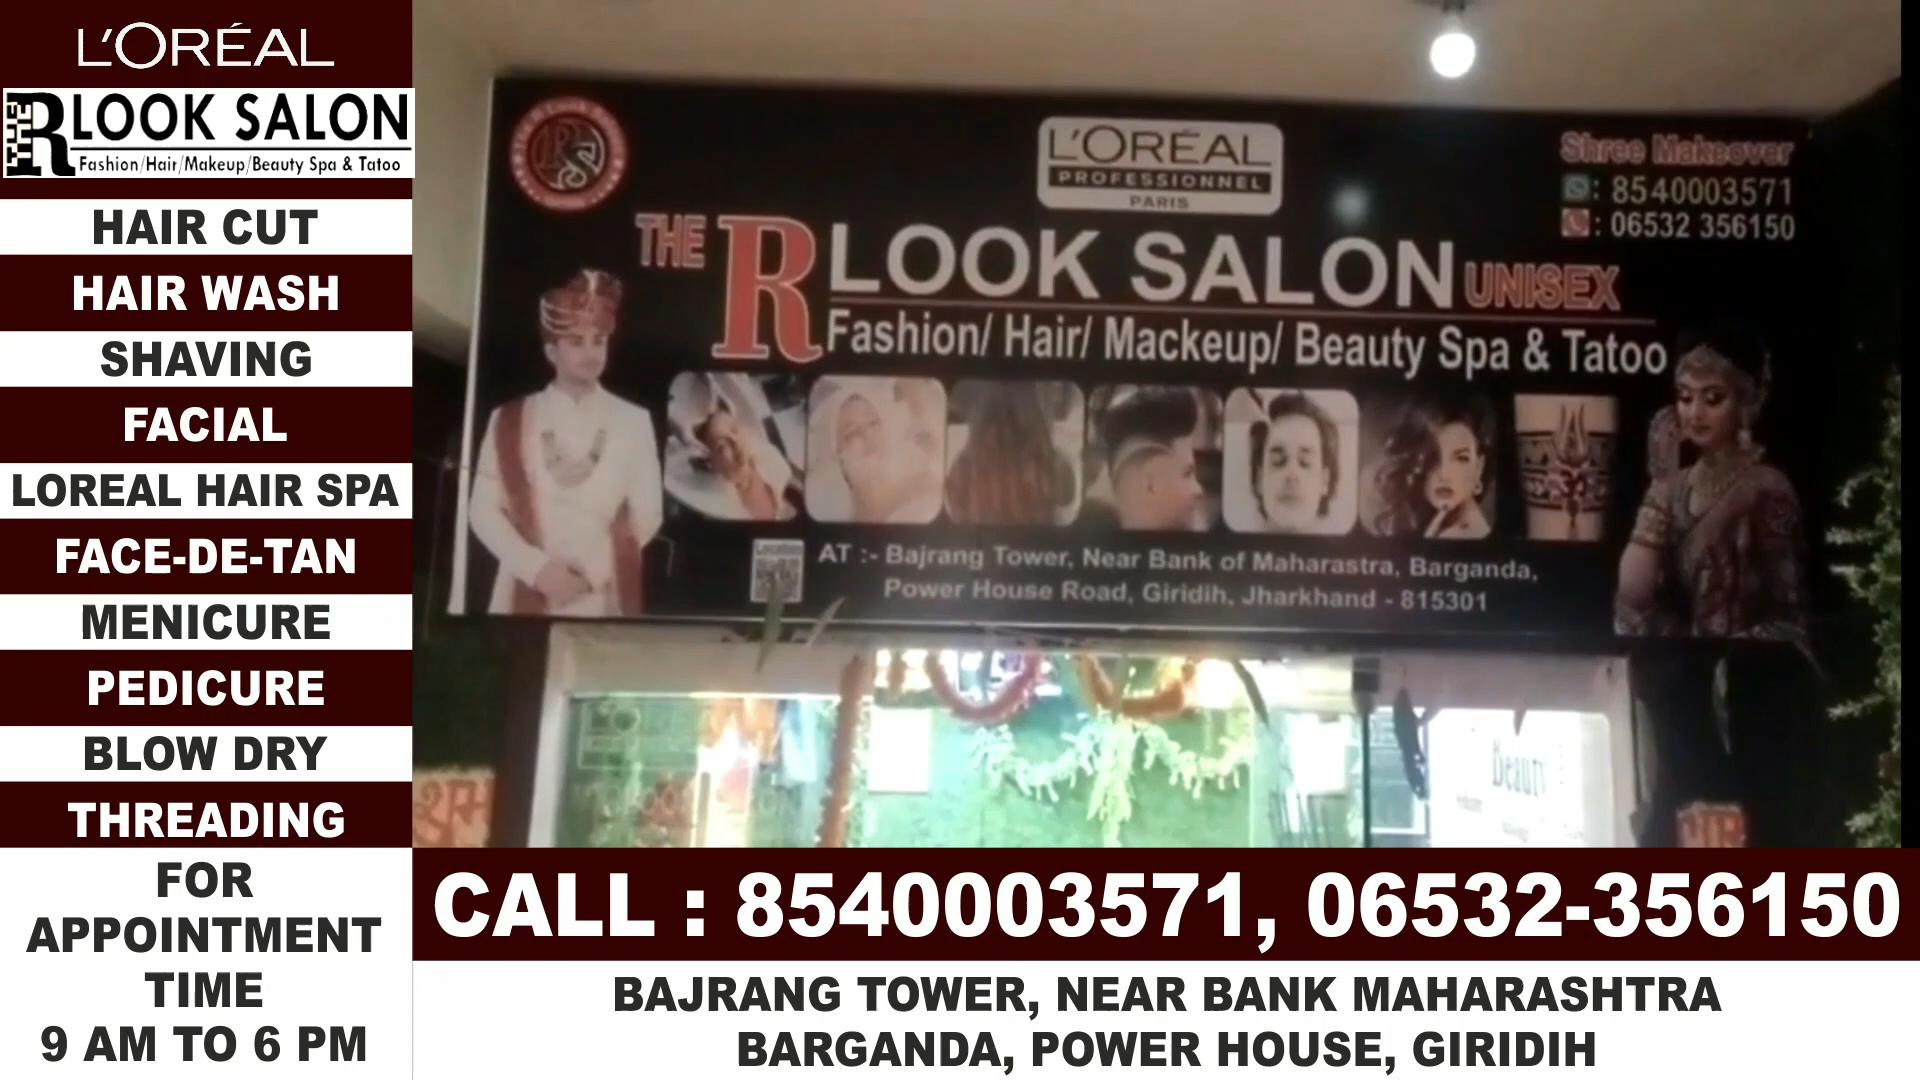 L'ORÉAL
THE R LOOK SALON
Fashion/Hair/Makeup/Beauty Spa & Tatoo
HAIR CUT
HAIR WASH
SHAVING
FACIAL
LOREAL HAIR SPA
FACE-DE-TAN
MENICURE
PEDICURE
BLOW DRY
THREADING
FOR
APPOINTMENT
TIME
9 AM TO 6 PM
L'ORÉAL
PROFESSIONNEL
PARIS
Shree Makeover
: 8540003571
: 06532 356150
THE R LOOK SALON UNISEX
Fashion/ Hair/ Mackeup/ Beauty Spa & Tatoo
AT :- Bajrang Tower, Near Bank of Maharastra, Barganda,
Power House Road, Giridih, Jharkhand - 815301
Beauty
CALL : 8540003571, 06532-356150
BAJRANG TOWER, NEAR BANK MAHARASHTRA
BARGANDA, POWER HOUSE, GIRIDIH